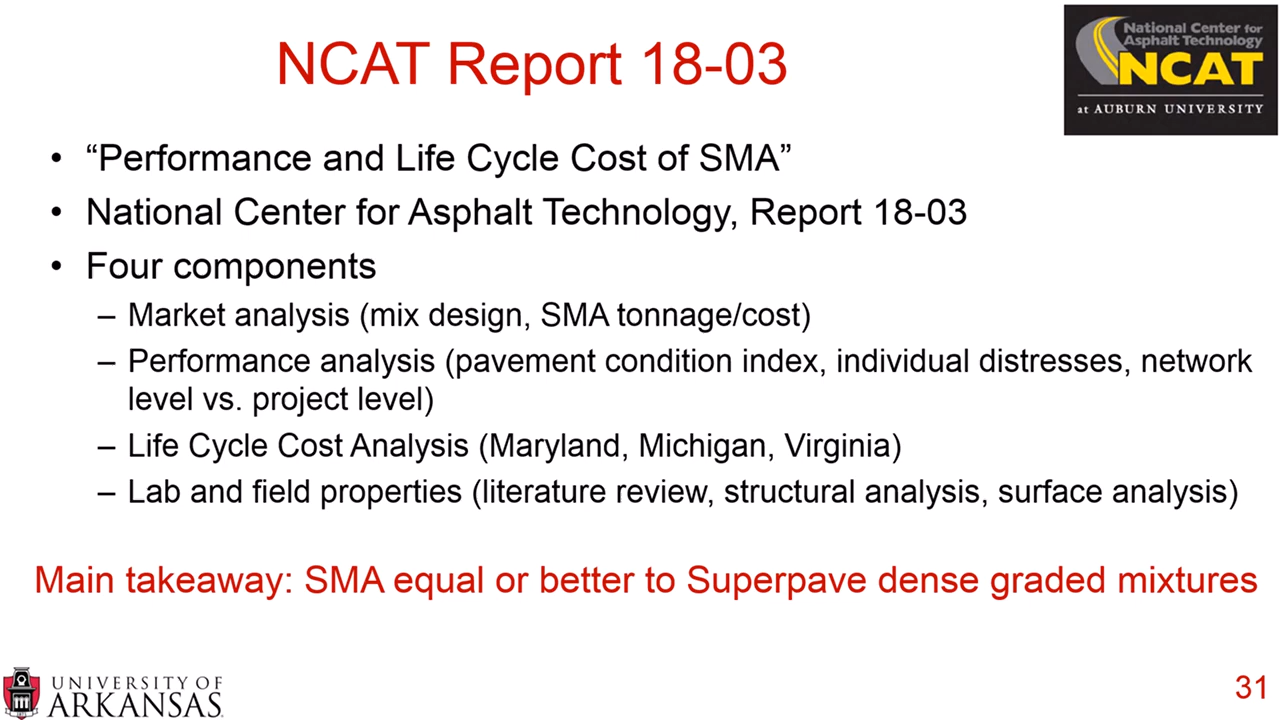 NCAT Report 18-03
National Center for
Asphalt Technology
NCAT
at AUBURN UNIVERSITY
• “Performance and Life Cycle Cost of SMA”
• National Center for Asphalt Technology, Report 18-03
• Four components
– Market analysis (mix design, SMA tonnage/cost)
– Performance analysis (pavement condition index, individual distresses, network
level vs. project level)
– Life Cycle Cost Analysis (Maryland, Michigan, Virginia)
– Lab and field properties (literature review, structural analysis, surface analysis)
Main takeaway: SMA equal or better to Superpave dense graded mixtures
UNIVERSITY OF
ARKANSAS
31